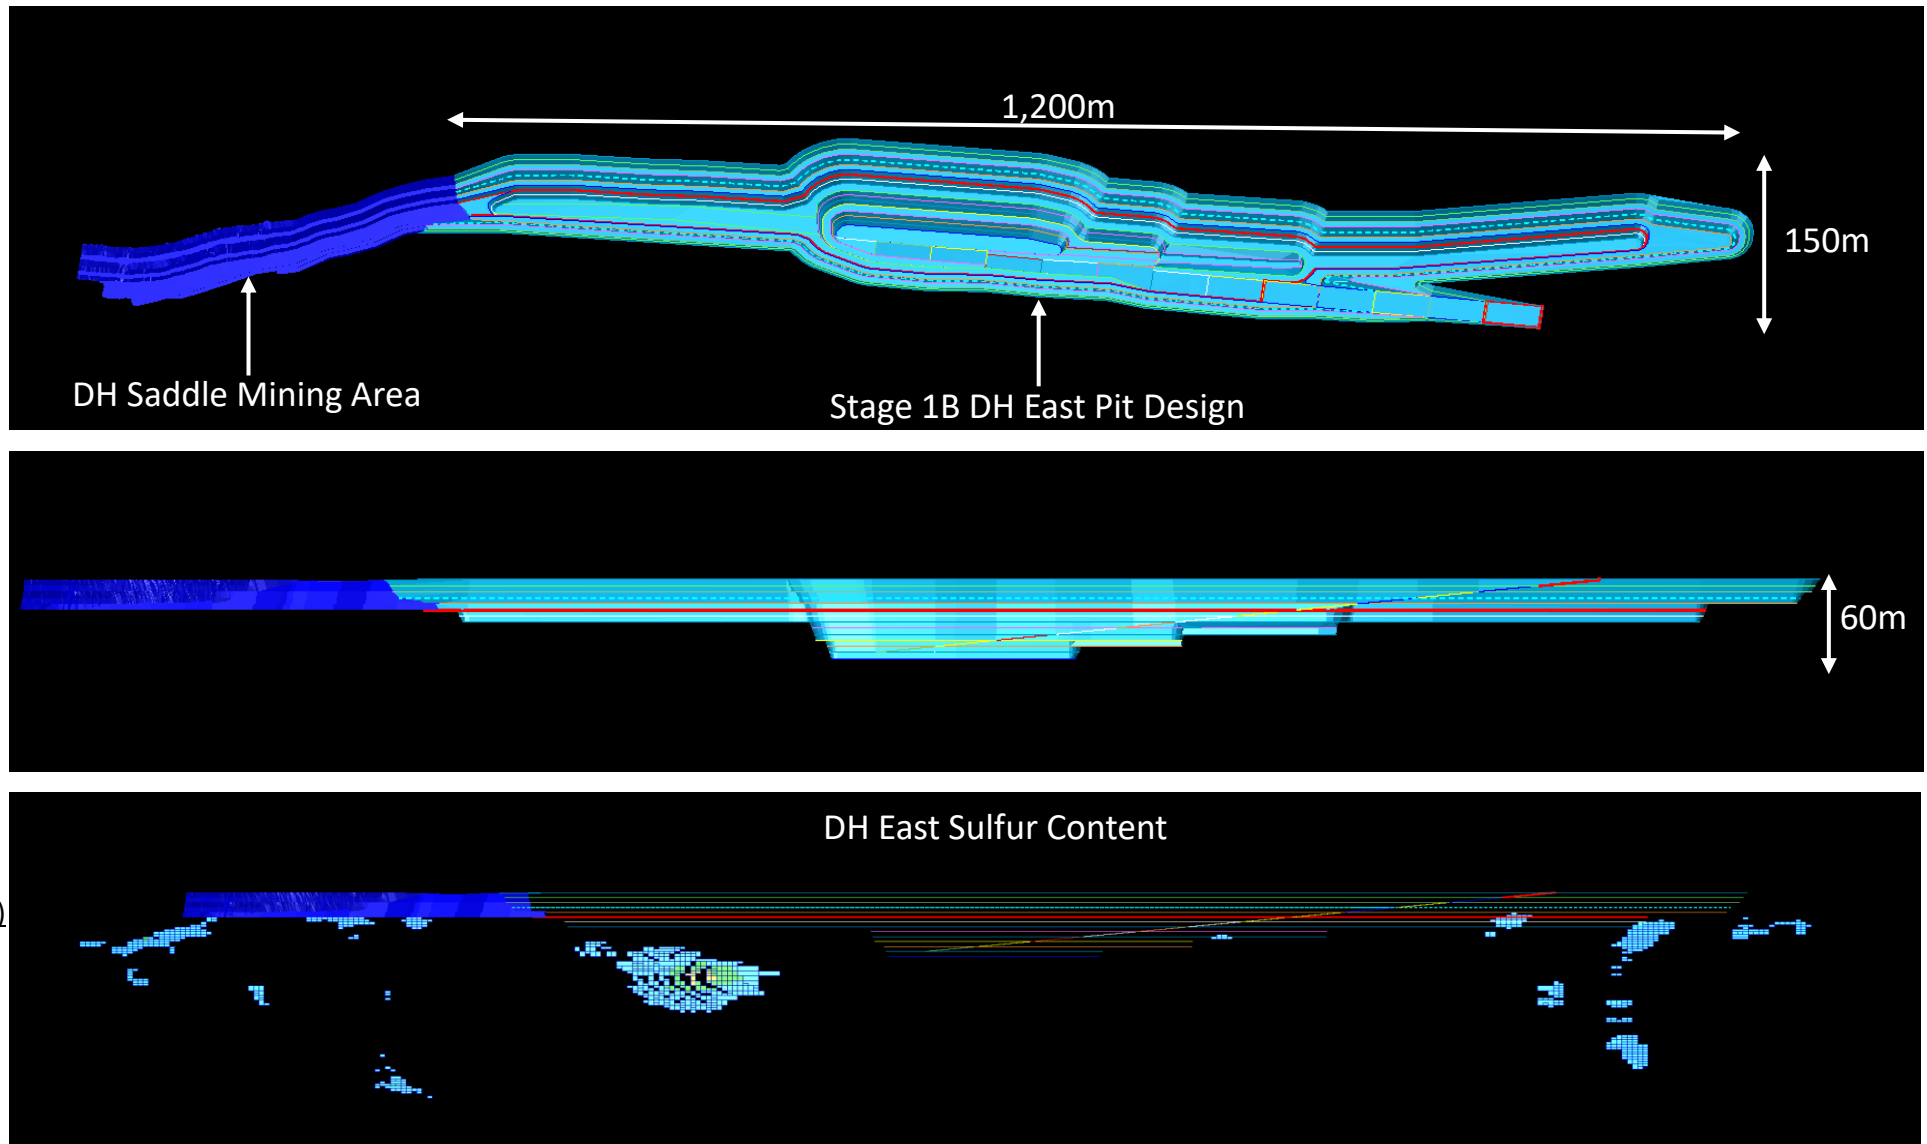 1,200m
150m
DH Saddle Mining Area
Stage 1B DH East Pit Design
60m
DH East Sulfur Content
)